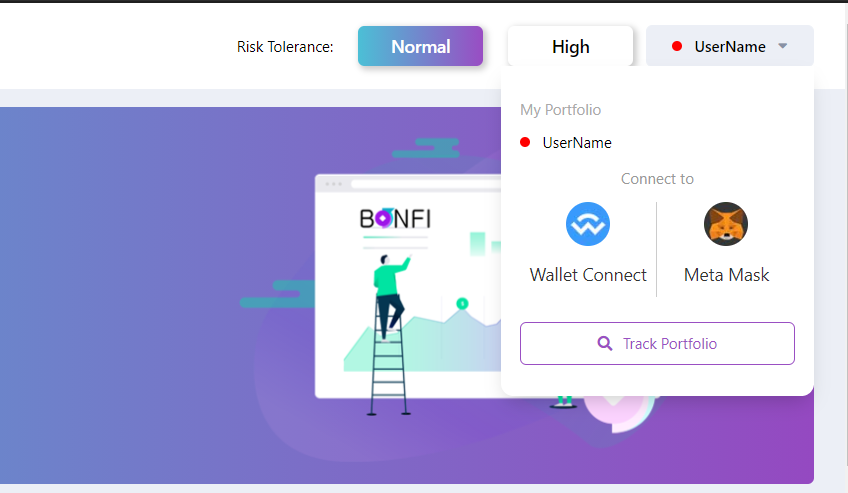 Risk Tolerance:
Normal
High
UserName
My Portfolio
UserName
Connect to
Wallet Connect
Meta Mask
Track Portfolio
BONFI